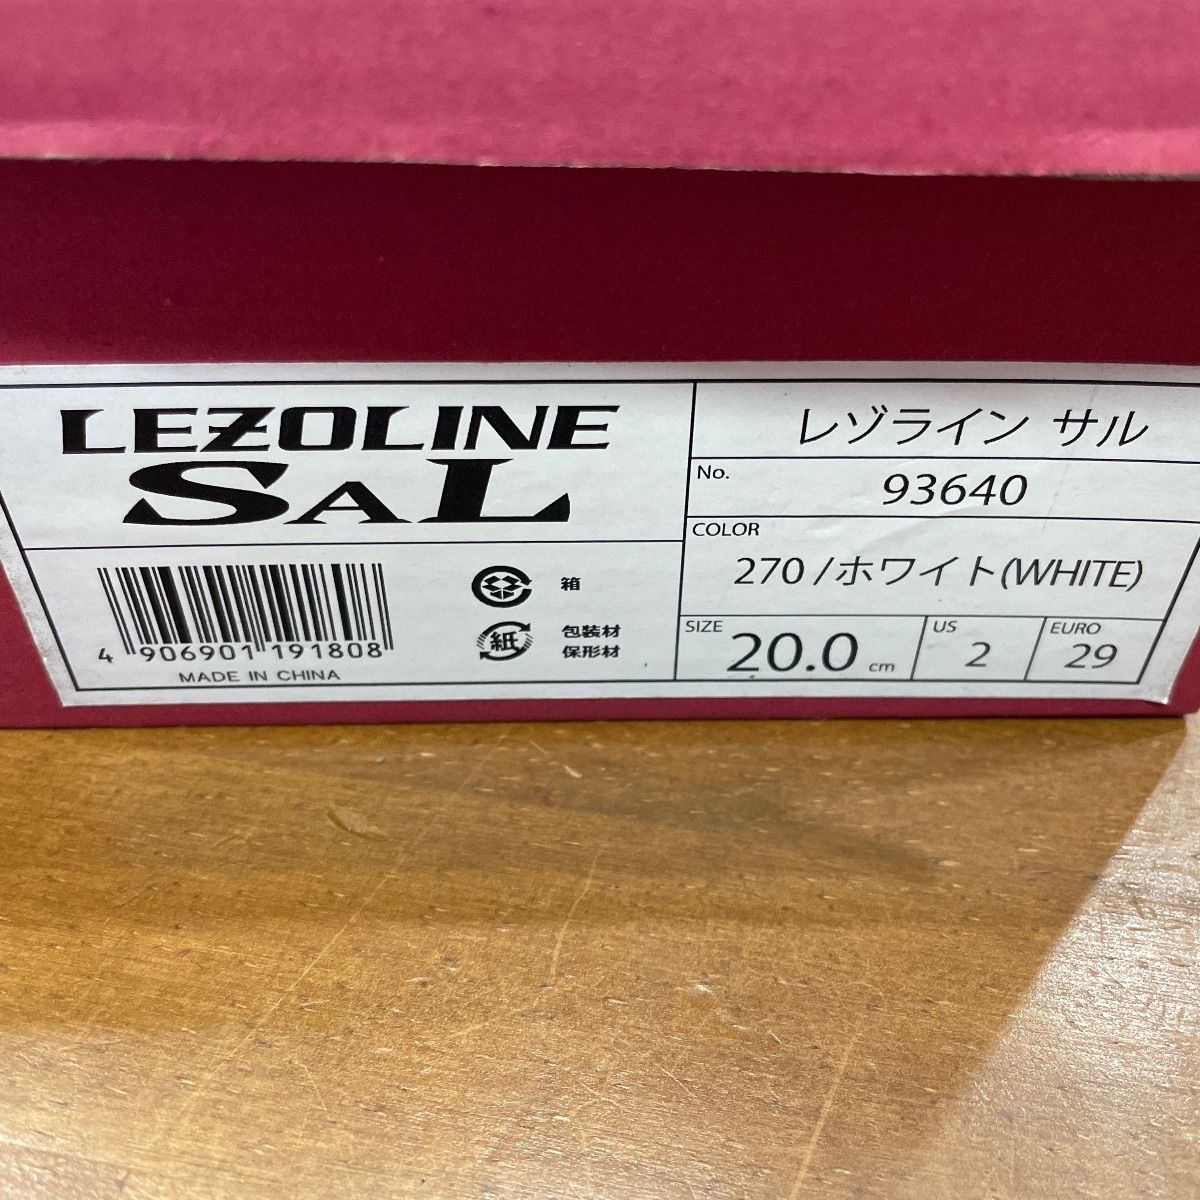 LEZOLINE
SAL
レゾライン サル
No.
93640
COLOR
270 /ホワイト(WHITE)
SIZE
20.0 cm
US
2
EURO
29
4 906901 191808
MADE IN CHINA
箱
紙
包装材
保形材